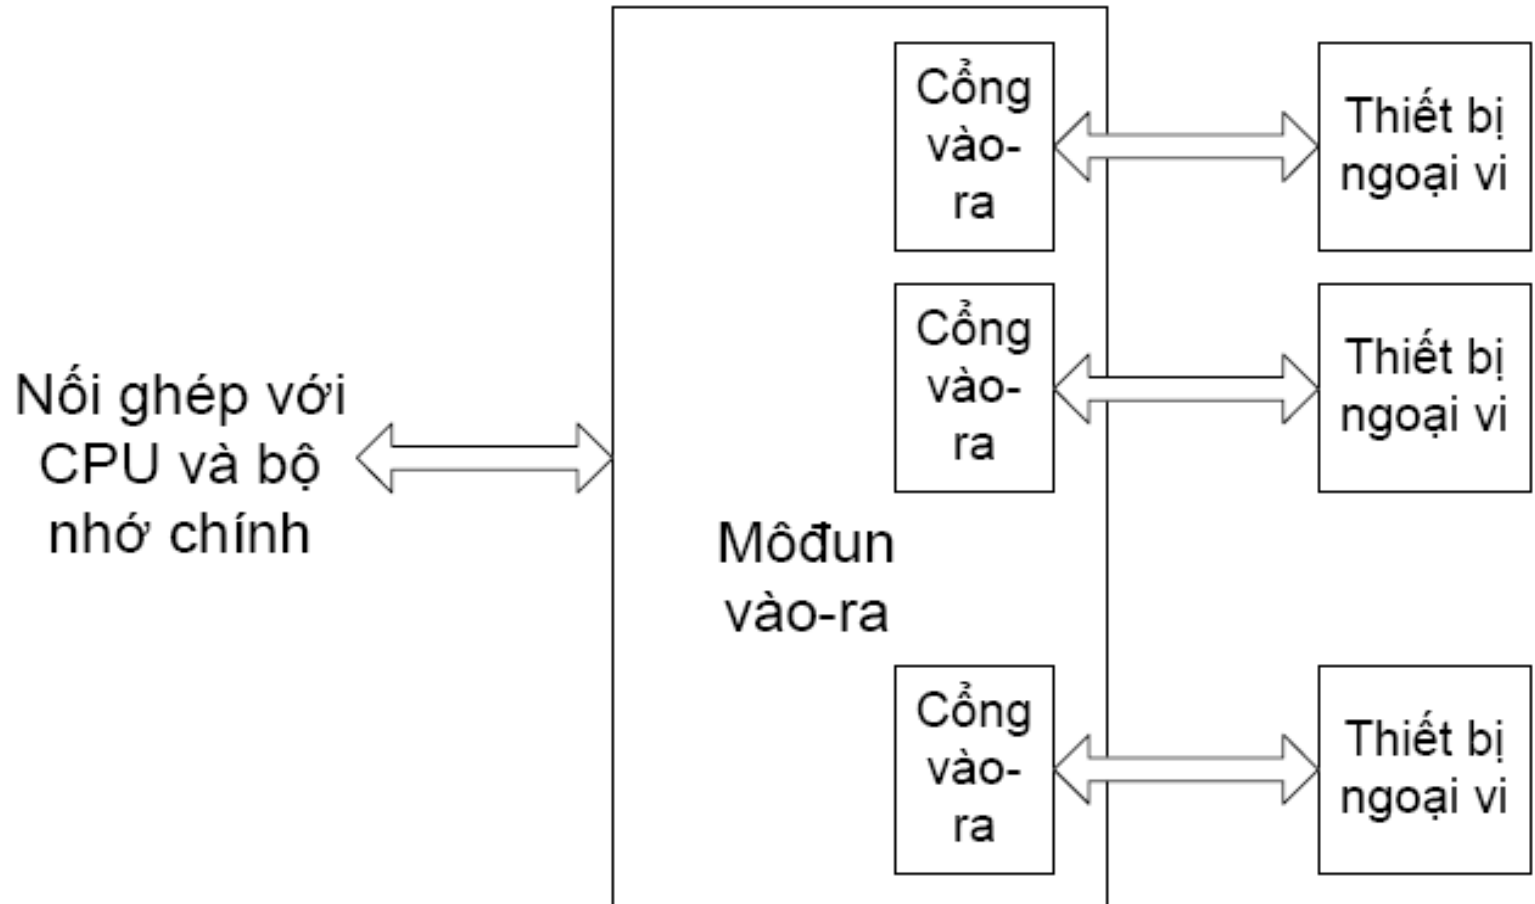 Cổng
vào-
ra
Thiết bị
ngoại vi
Cổng
vào-
ra
Thiết bị
ngoại vi
Nối ghép với
CPU và bộ
nhớ chính
Môđun
vào-ra
Cổng
vào-
ra
Thiết bị
ngoại vi